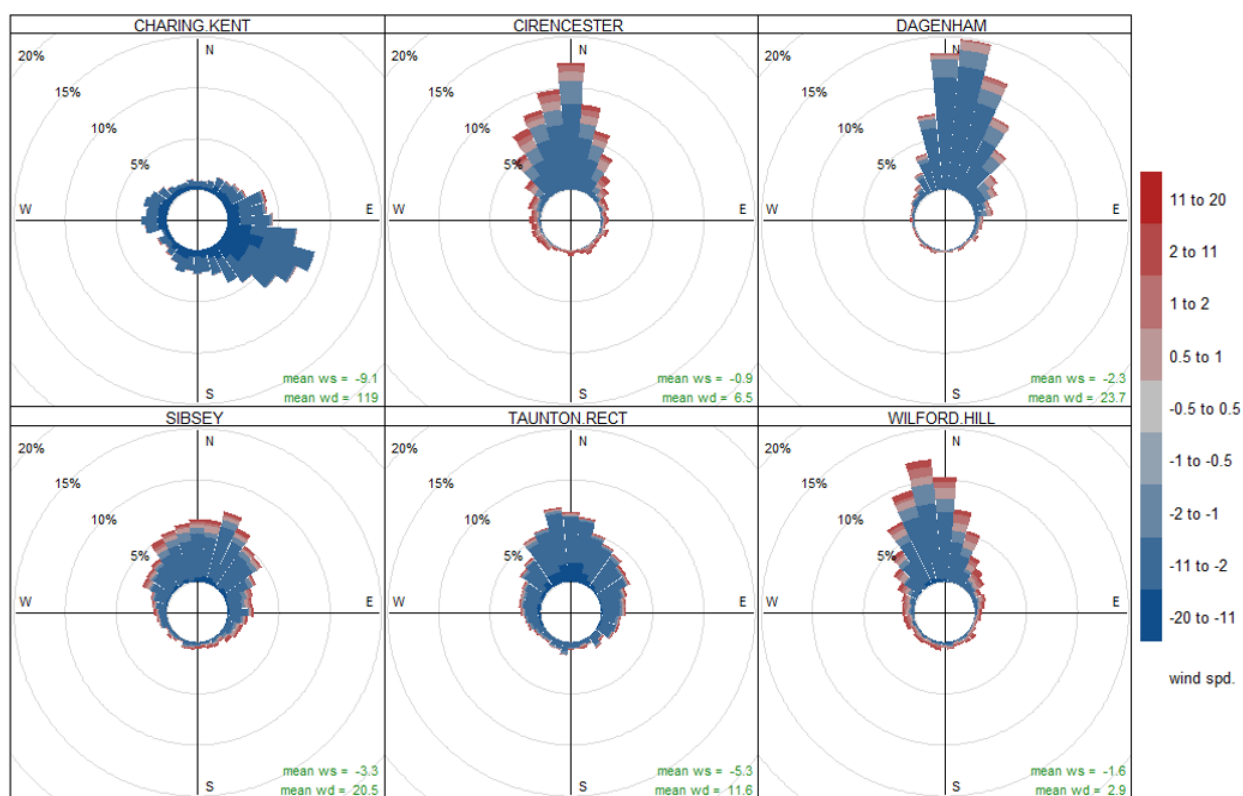 CHARING.KENT
CIRENCESTER
DAGENHAM
20%
N
15%
10%
5%
W
E
S
mean ws = -9.1
mean wd = 119
20%
N
15%
10%
5%
W
E
S
mean ws = -0.9
mean wd = 6.5
20%
N
15%
10%
5%
W
E
S
mean ws = -2.3
mean wd = 23.7
SIBSEY
TAUNTON.RECT
WILFORD.HILL
20%
N
15%
10%
5%
W
E
S
mean ws = -3.3
mean wd = 20.5
20%
N
15%
10%
5%
W
E
S
mean ws = -5.3
mean wd = 11.6
20%
N
15%
10%
5%
W
E
S
mean ws = -1.6
mean wd = 2.9
11 to 20
2 to 11
1 to 2
0.5 to 1
-0.5 to 0.5
-1 to -0.5
-2 to -1
-11 to -2
-20 to -11
wind spd.